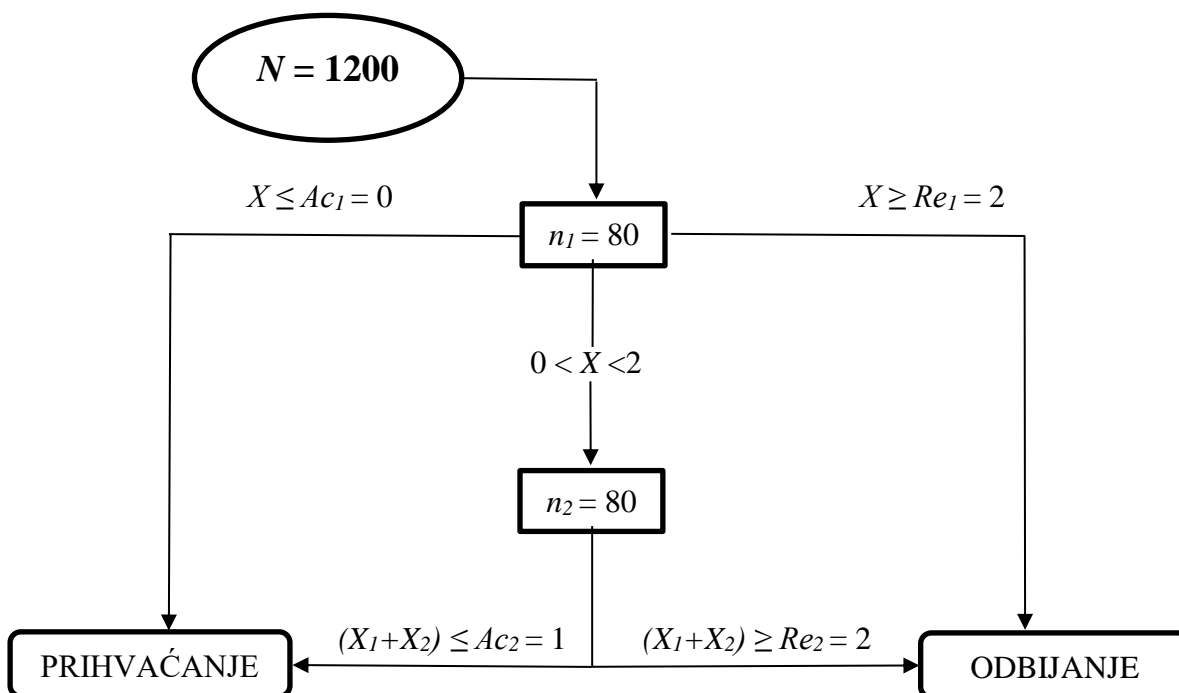 N = 1200
X ≤ Ac₁ = 0
X ≥ Re₁ = 2
n₁ = 80
0 < X <2
n₂ = 80
(X₁+X₂) ≤ Ac₂ = 1
(X₁+X₂) ≥ Re₂ = 2
PRIHVAĆANJE
ODBIJANJE